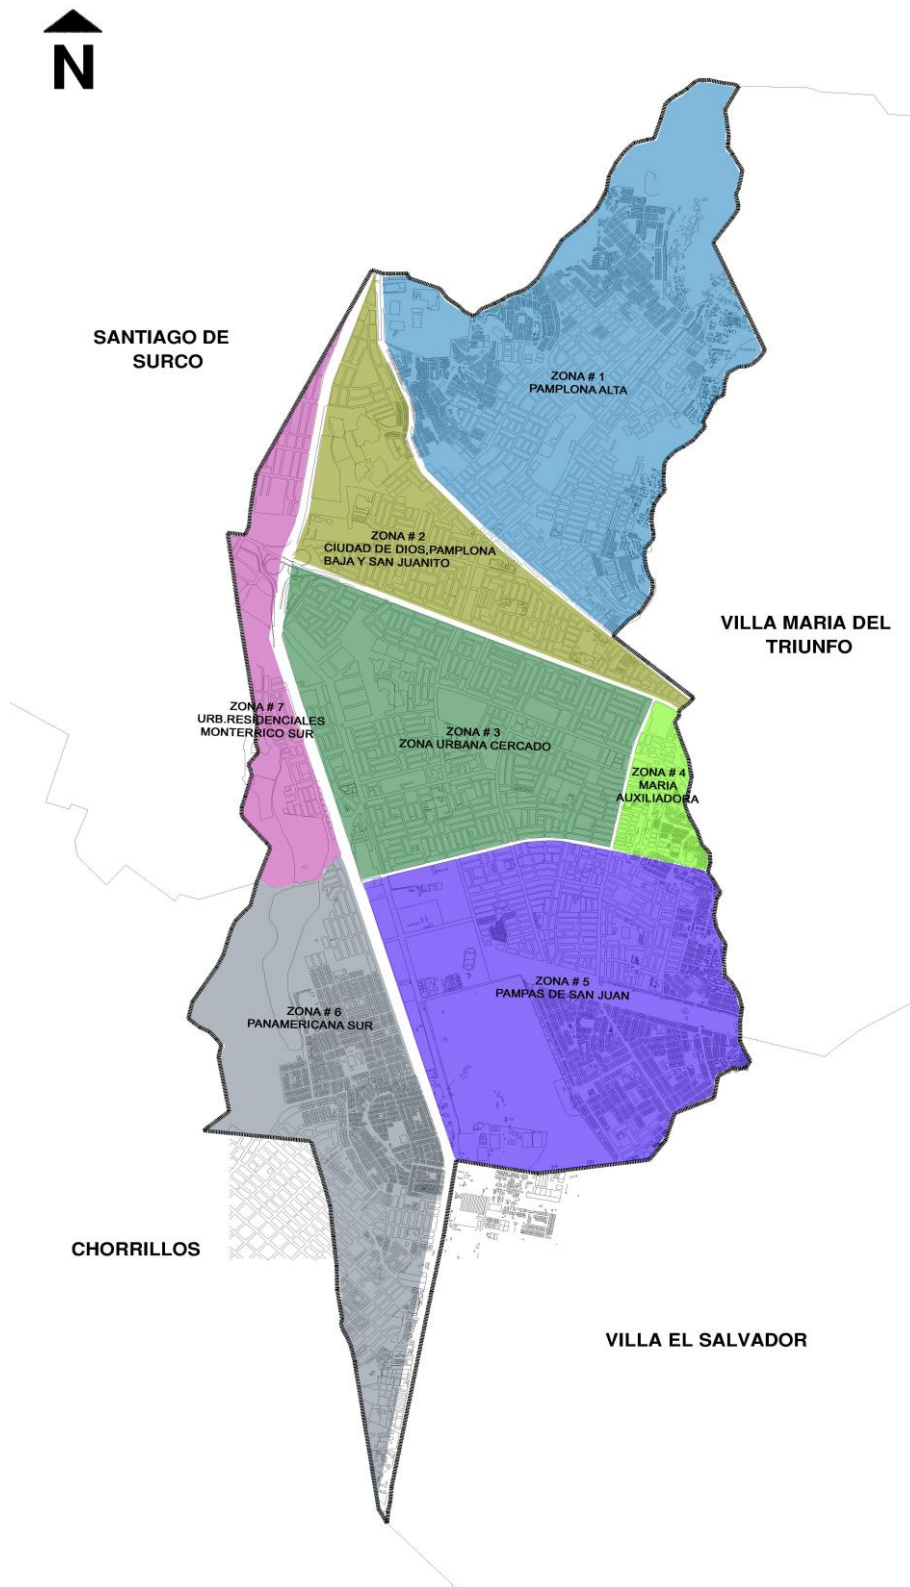 N
SANTIAGO DE
SURCO
ZONA # 1
PAMPLONA ALTA
ZONA # 2
CIUDAD DE DIOS,PAMPLONA
BAJA Y SAN JUANITO
VILLA MARIA DEL
TRIUNFO
ZONA # 7
URB.RESIDENCIALES
MONTERRICO SUR
ZONA # 3
ZONA URBANA CERCADO
ZONA # 4
MARIA
AUXILIADORA
ZONA # 5
PAMPAS DE SAN JUAN
ZONA # 6
PANAMERICANA SUR
CHORRILLOS
VILLA EL SALVADOR